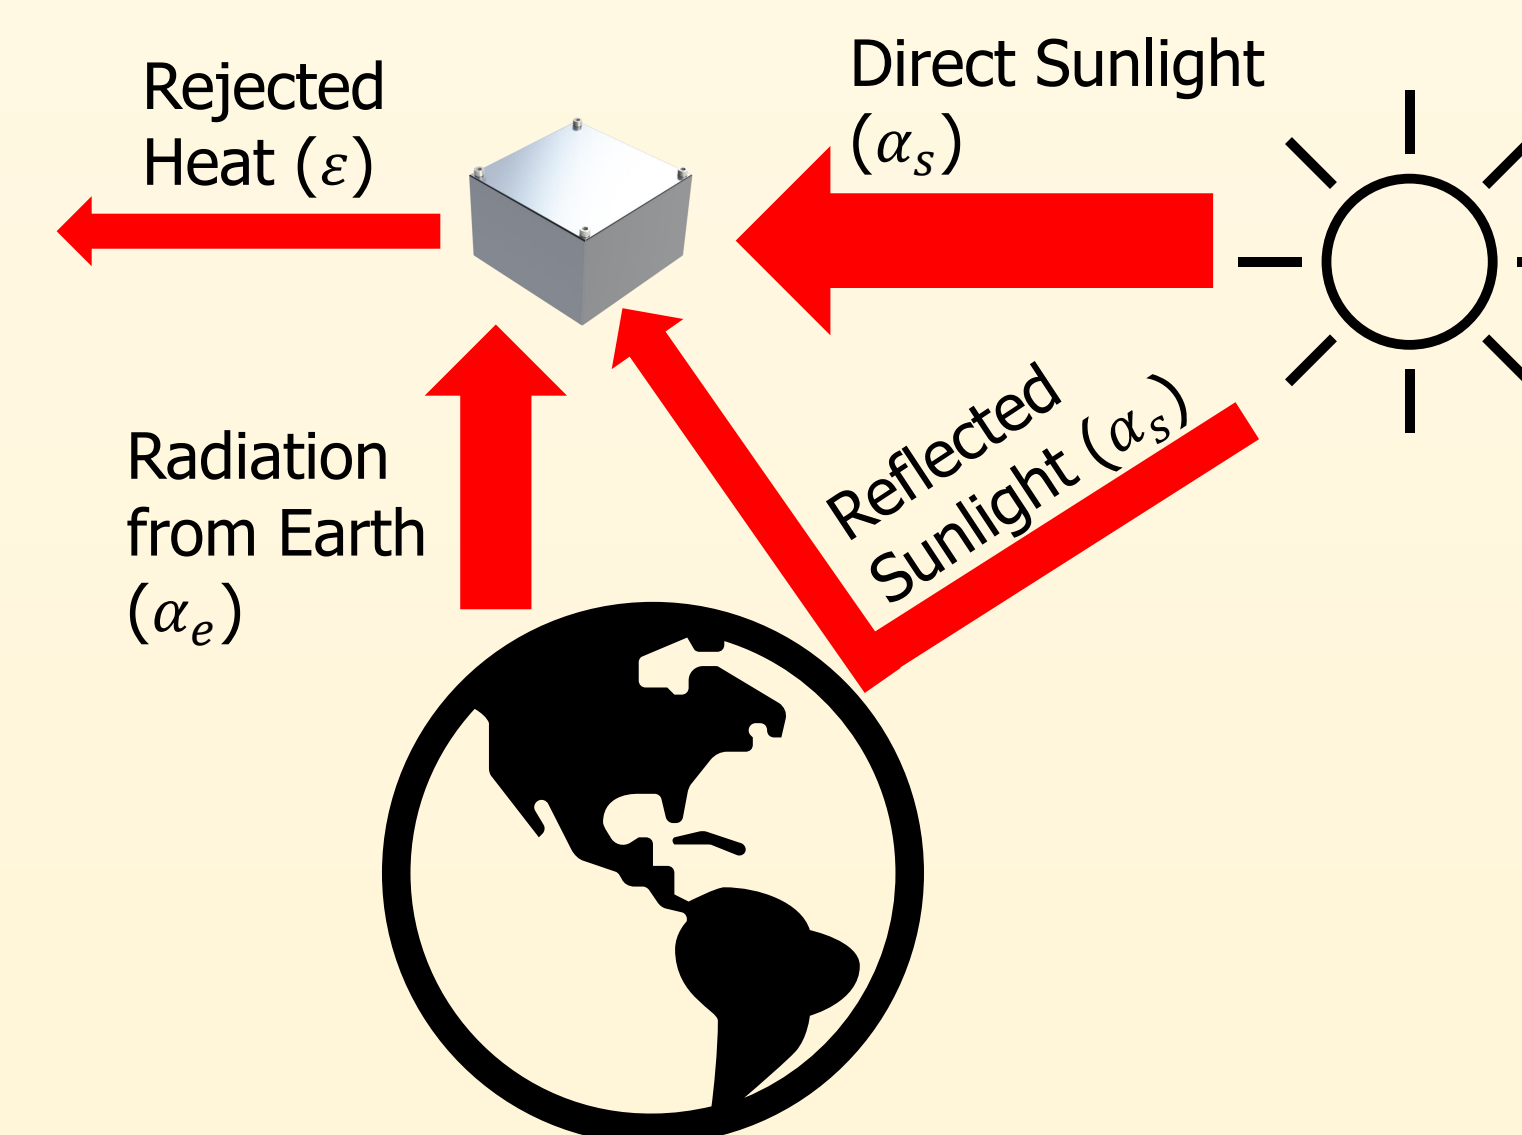 Rejected
Heat (ε)
Direct Sunlight
(αₛ)
Radiation
from Earth
(αₑ)
Reflected
Sunlight (αₛ)